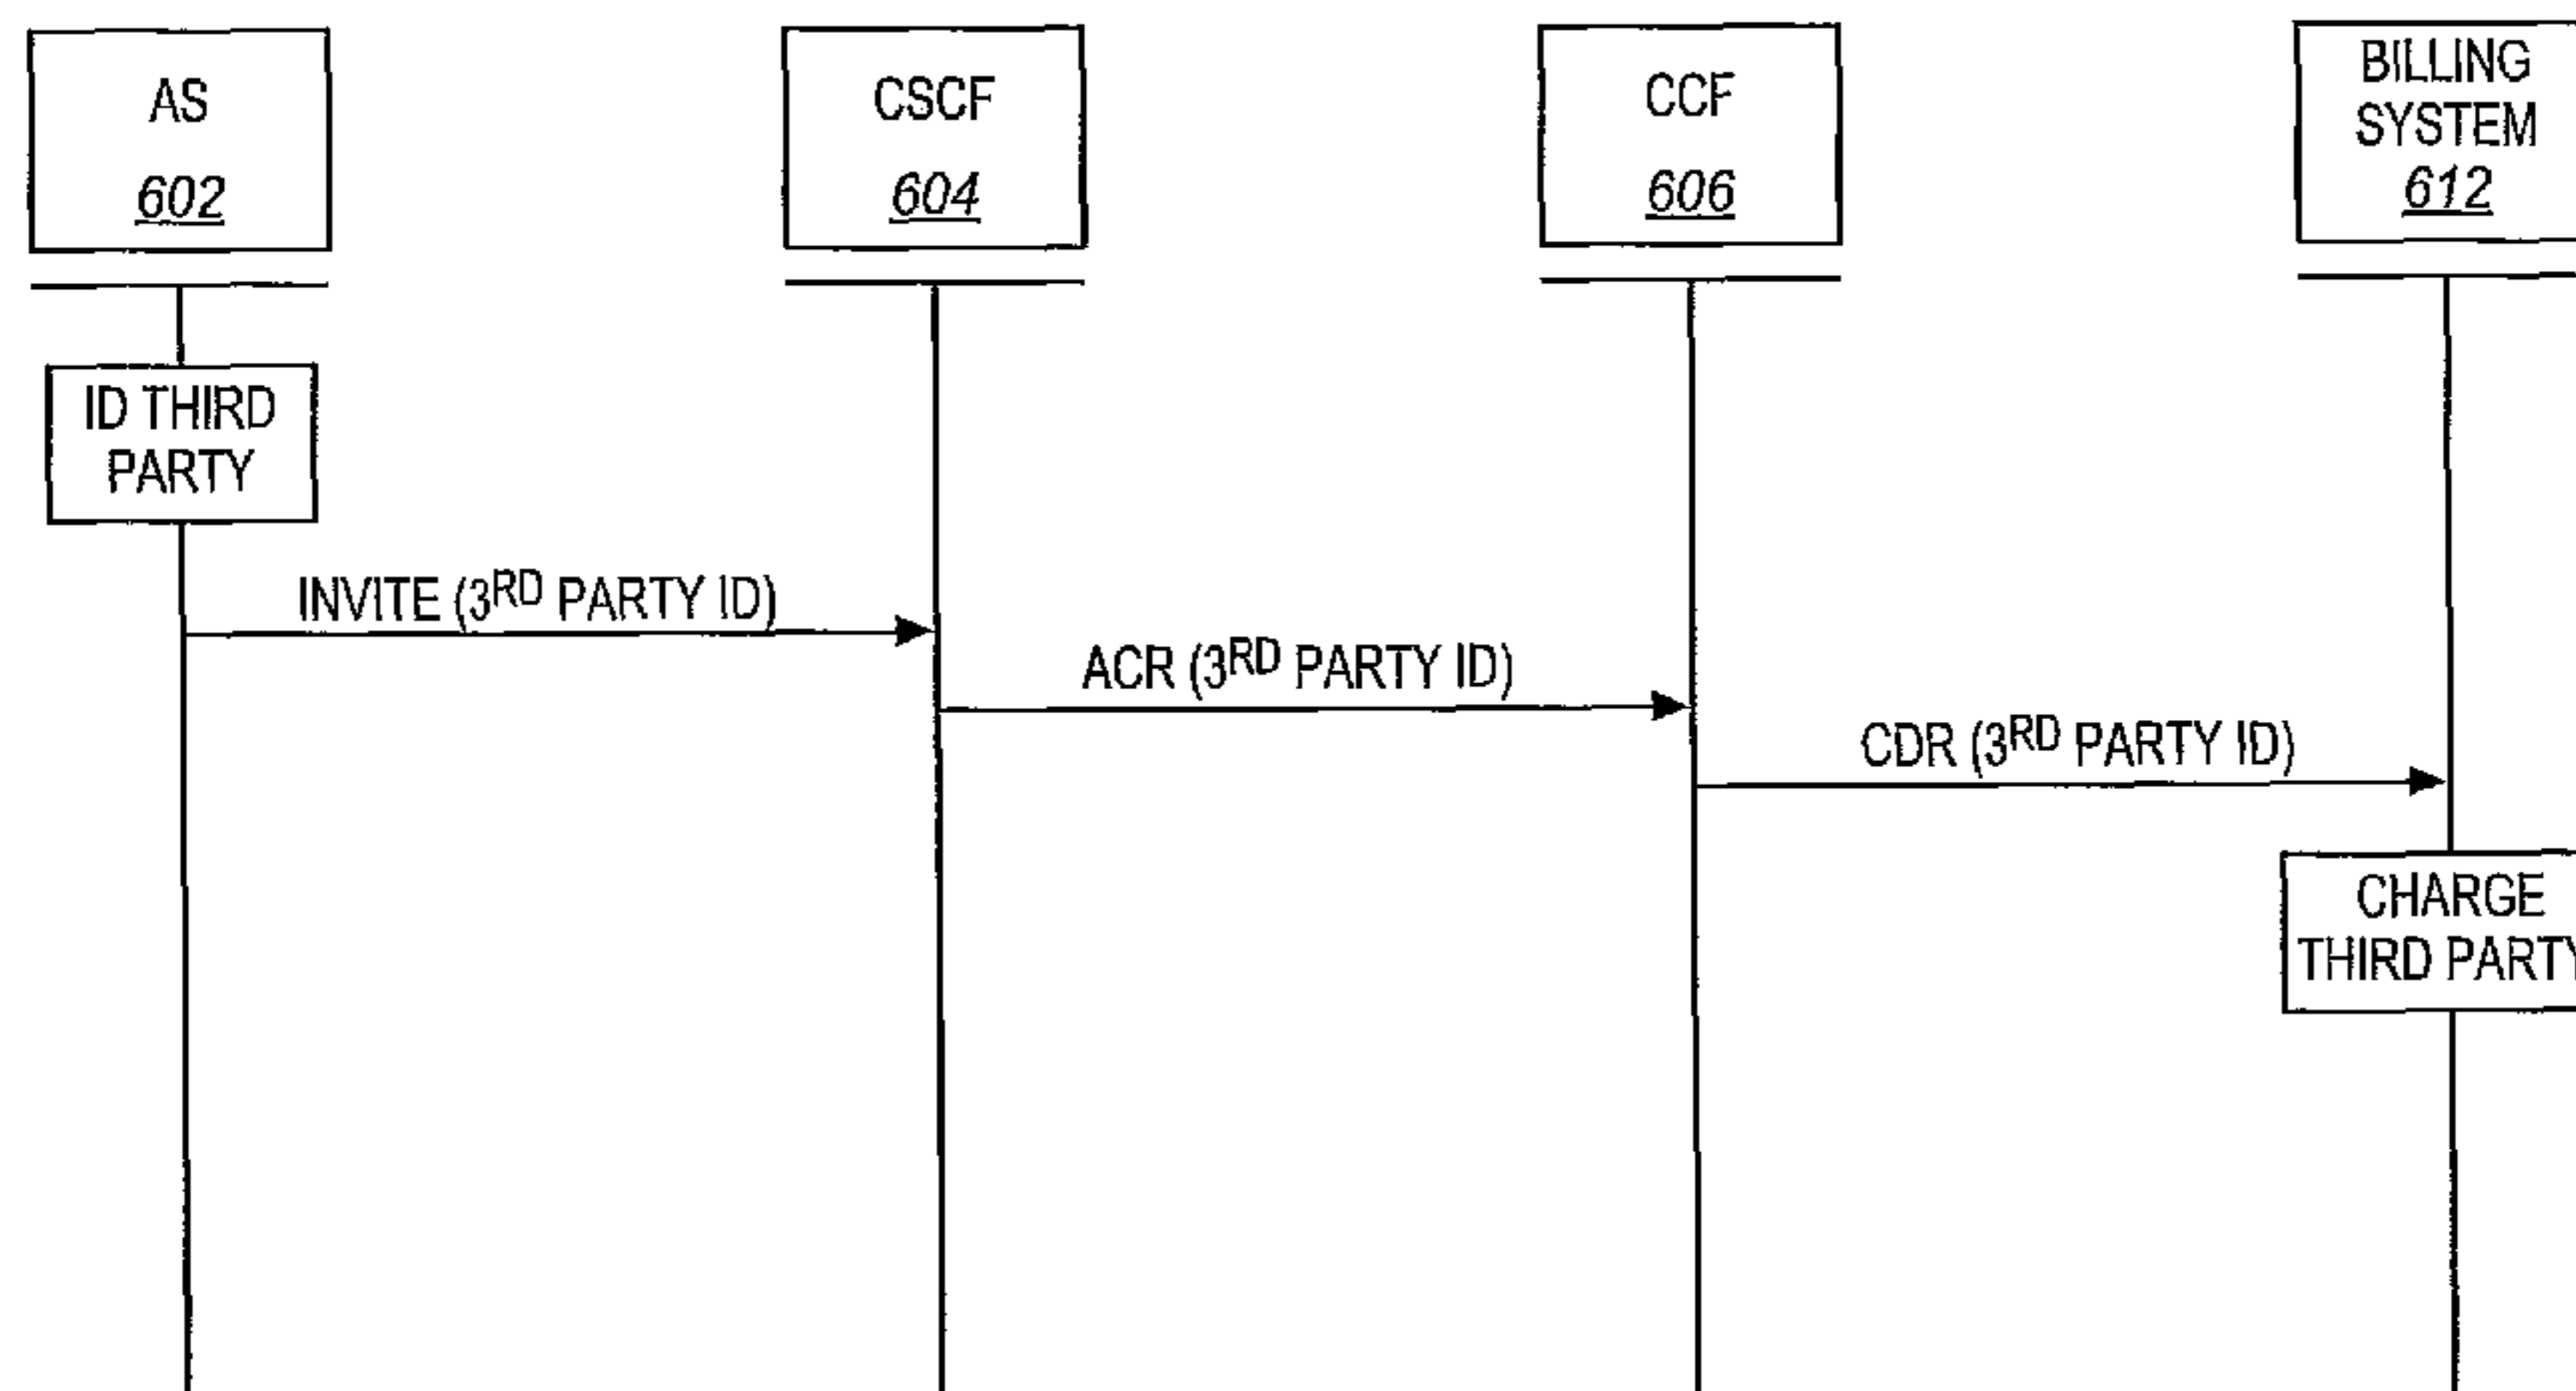 AS
602
CSCF
604
CCF
606
BILLING
SYSTEM
612
ID THIRD
PARTY
INVITE (3RD PARTY ID)
ACR (3RD PARTY ID)
CDR (3RD PARTY ID)
CHARGE
THIRD PARTY